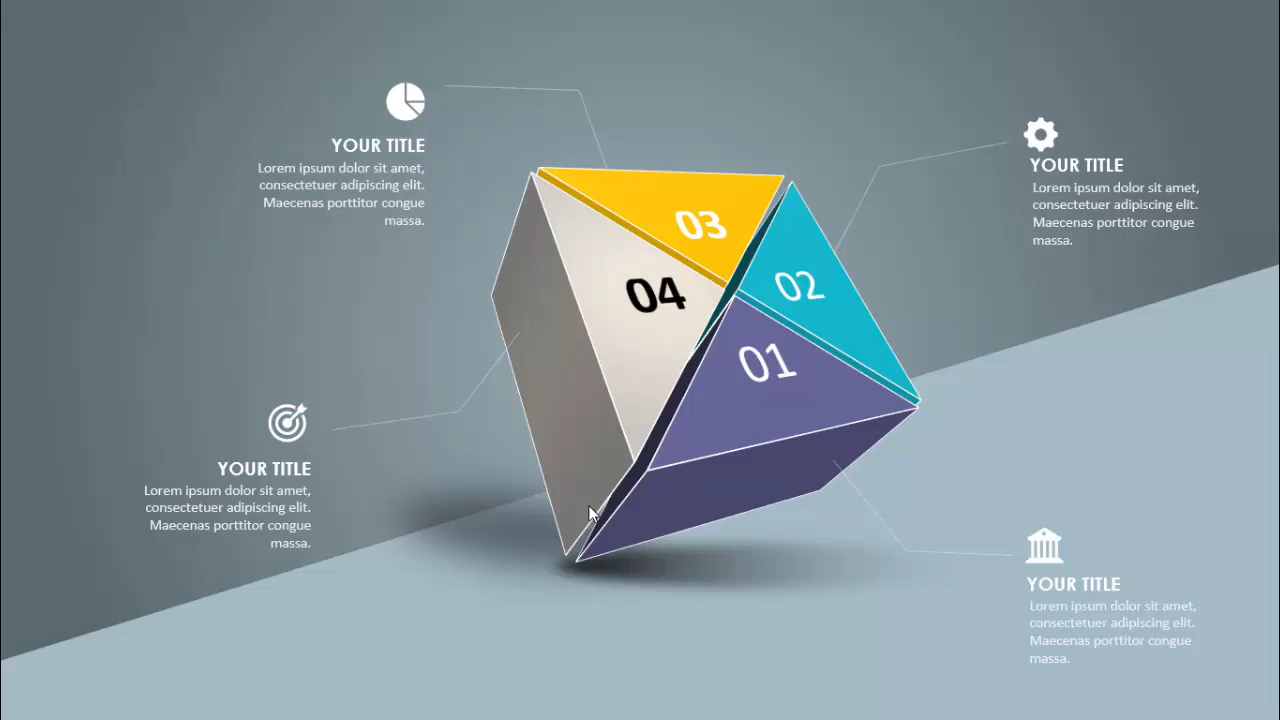 YOUR TITLE
Lorem ipsum dolor sit amet,
consectetuer adipiscing elit.
Maecenas porttitor congue
massa.
YOUR TITLE
Lorem ipsum dolor sit amet,
consectetuer adipiscing elit.
Maecenas porttitor congue
massa.
03
02
04
01
YOUR TITLE
Lorem ipsum dolor sit amet,
consectetuer adipiscing elit.
Maecenas porttitor congue
massa.
YOUR TITLE
Lorem ipsum dolor sit amet,
consectetuer adipiscing elit.
Maecenas porttitor congue
massa.